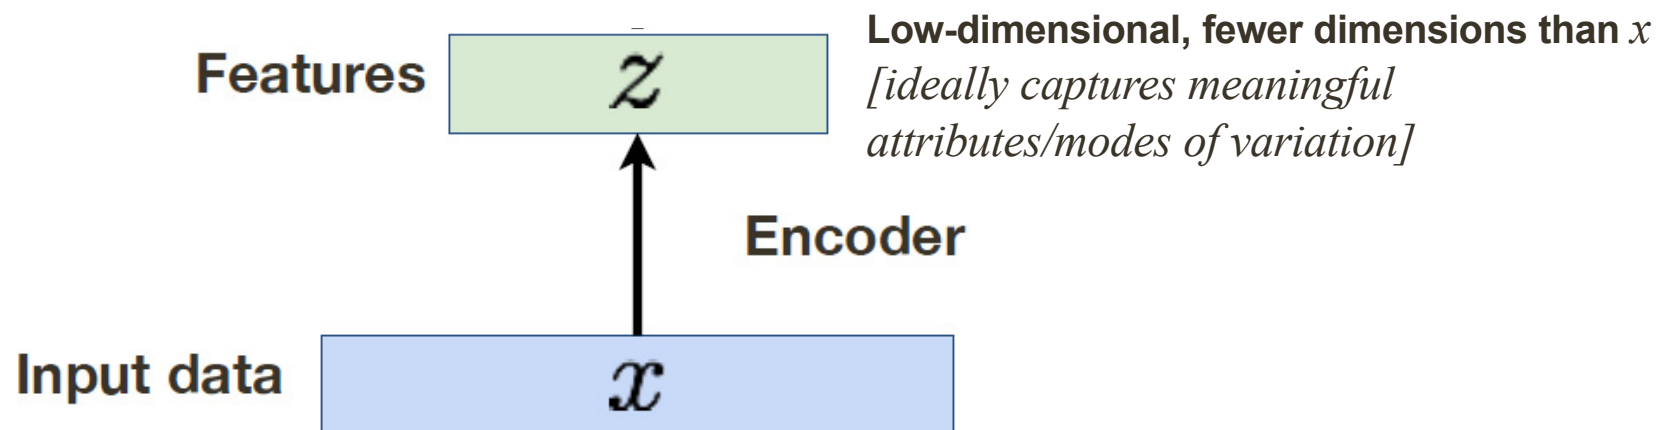 Low-dimensional, fewer dimensions than x
Features
z
[ideally captures meaningful
attributes/modes of variation]
Encoder
Input data
x